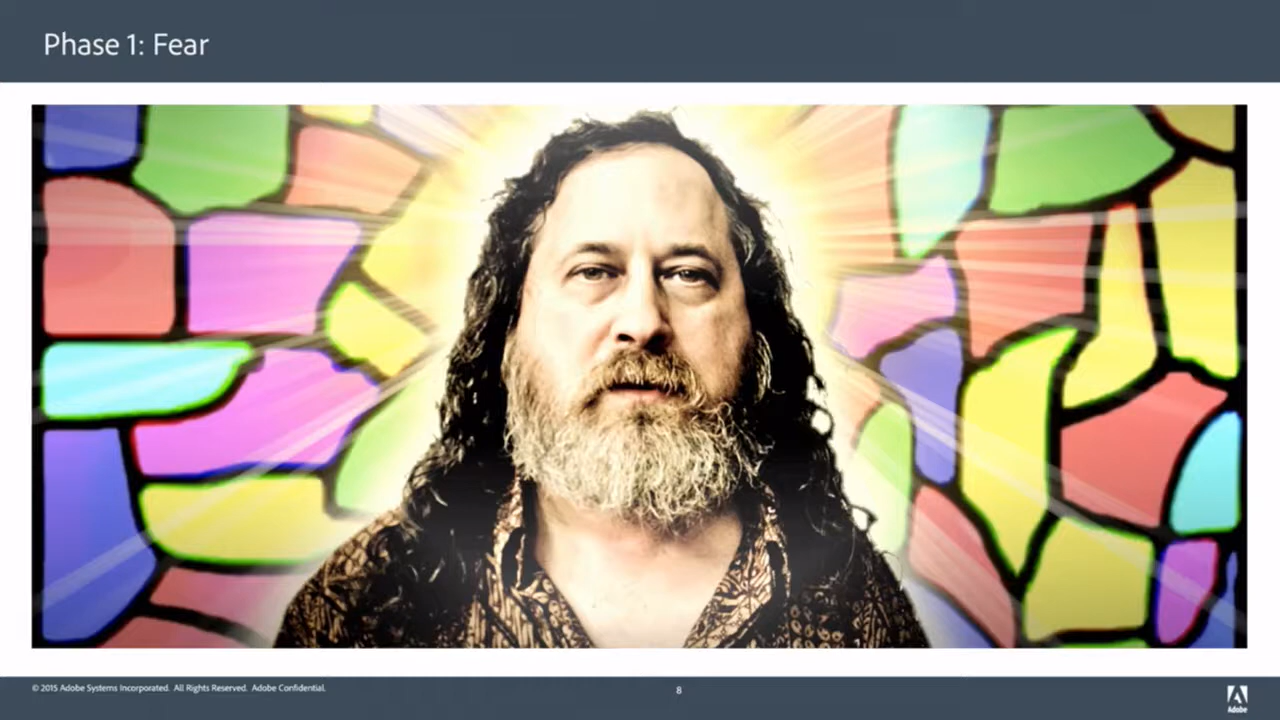 Phase 1: Fear
© 2015 Adobe Systems Incorporated. All Rights Reserved. Adobe Confidential.
8
Adobe